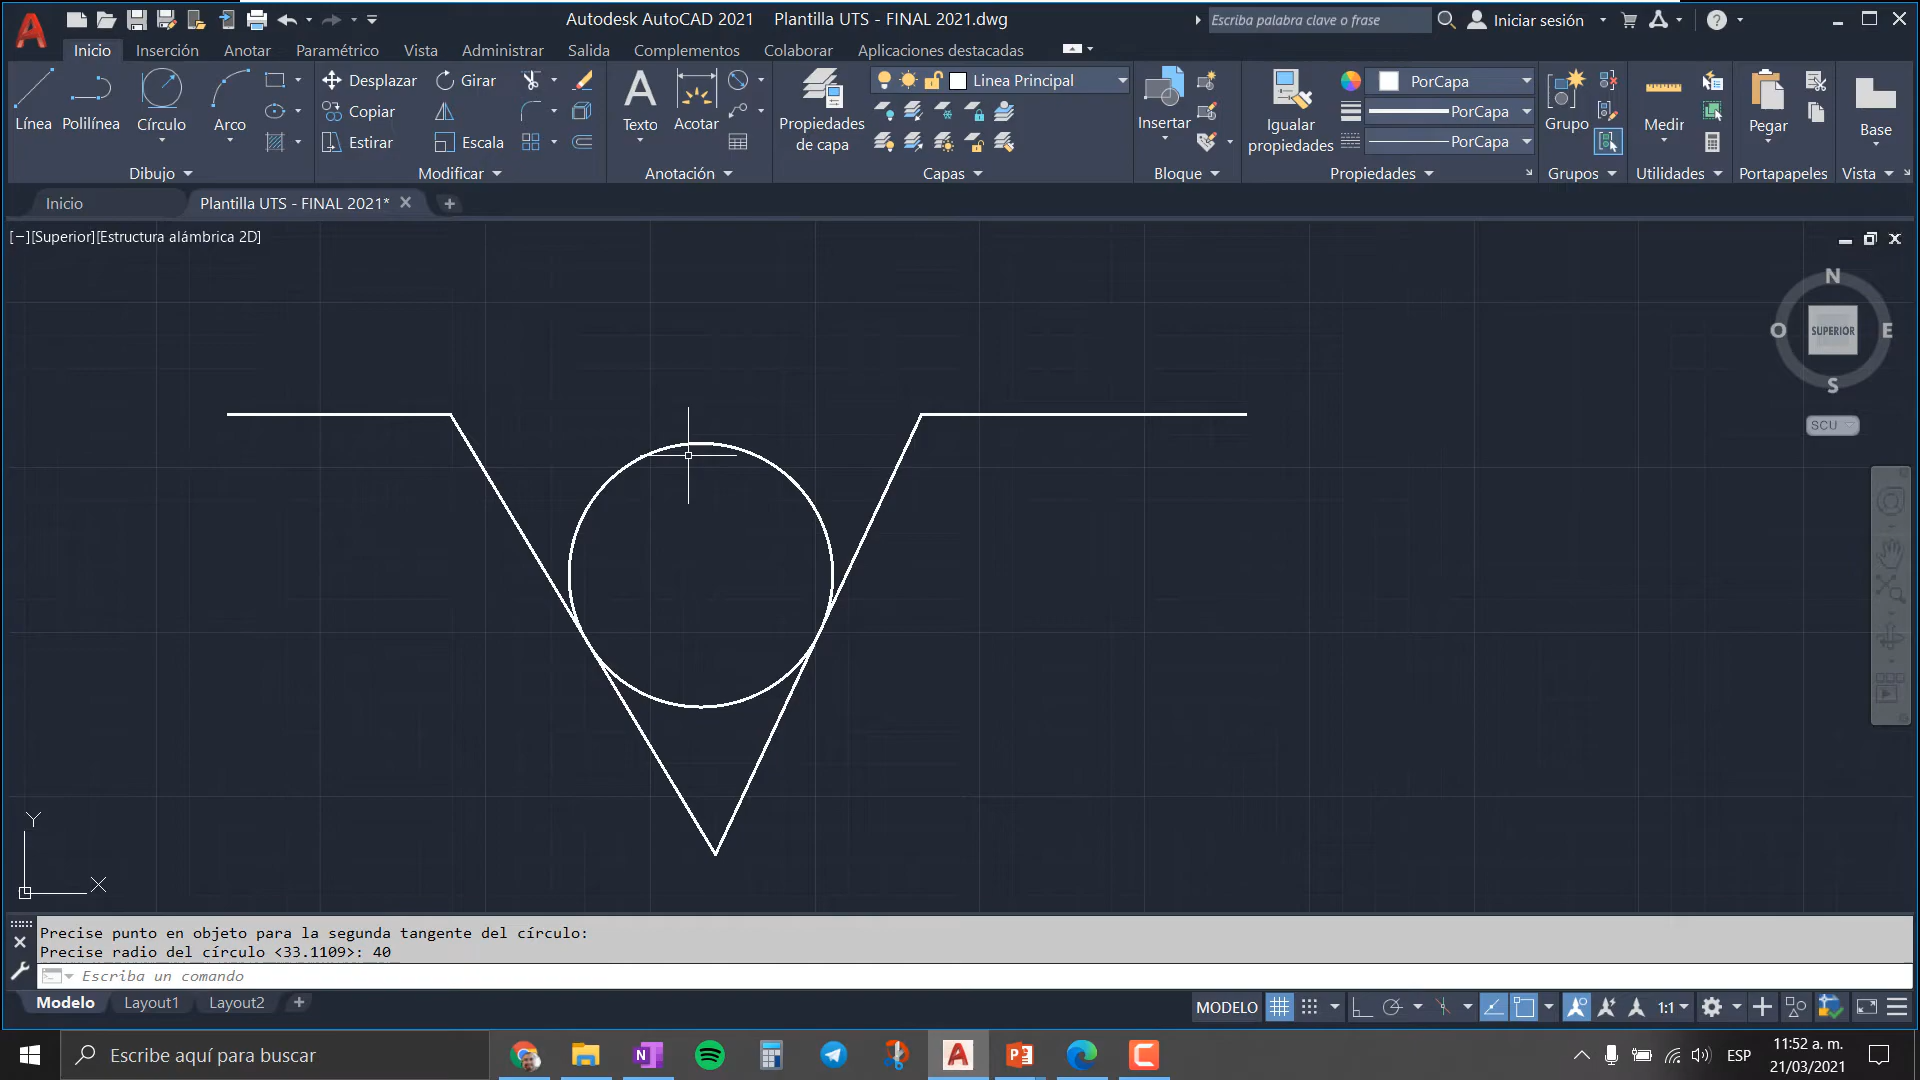 Autodesk AutoCAD 2021 Plantilla UTS - FINAL 2021.dwg
Escriba palabra clave o frase
Iniciar sesión
Inicio Inserción Anotar Paramétrico Vista Administrar Salida Complementos Colaborar Aplicaciones destacadas
Línea Polilínea Círculo Arco
Desplazar Girar
Copiar
Estirar Escala
Texto Acotar
Propiedades
de capa
Linea Principal
Insertar
Igualar
propiedades
PorCapa
PorCapa
PorCapa
Grupo
Medir
Pegar
Base
Dibujo Modificar Anotación Capas Bloque Propiedades Grupos Utilidades Portapapeles Vista
Inicio Plantilla UTS - FINAL 2021*
[−][Superior][Estructura alámbrica 2D]
N
O SUPERIOR E
S
SCU
Y
X
Precise punto en objeto para la segunda tangente del círculo:
Precise radio del círculo <33.1109>: 40
Escriba un comando
Modelo Layout1 Layout2
MODELO 1:1
Escribe aquí para buscar
ESP
11:52 a. m.
21/03/2021